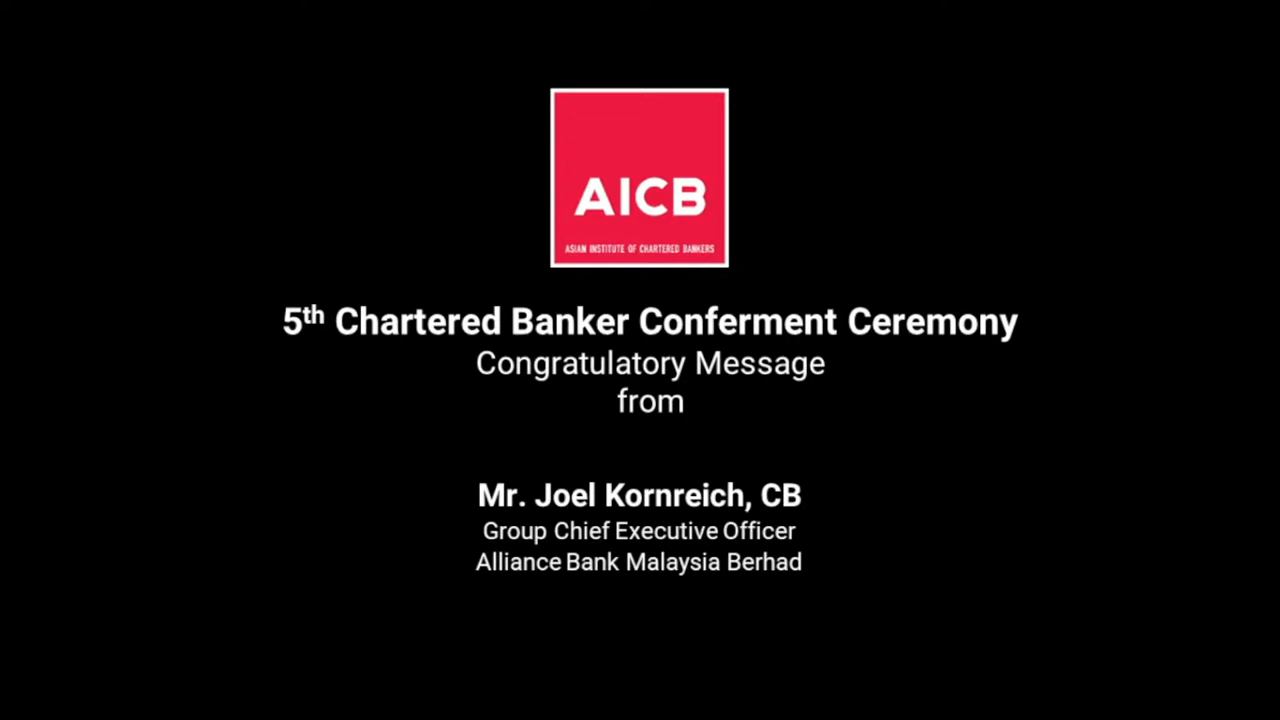 AICB
ASIAN INSTITUTE OF CHARTERED BANKERS
5th Chartered Banker Conferment Ceremony
Congratulatory Message
from
Mr. Joel Kornreich, CB
Group Chief Executive Officer
Alliance Bank Malaysia Berhad